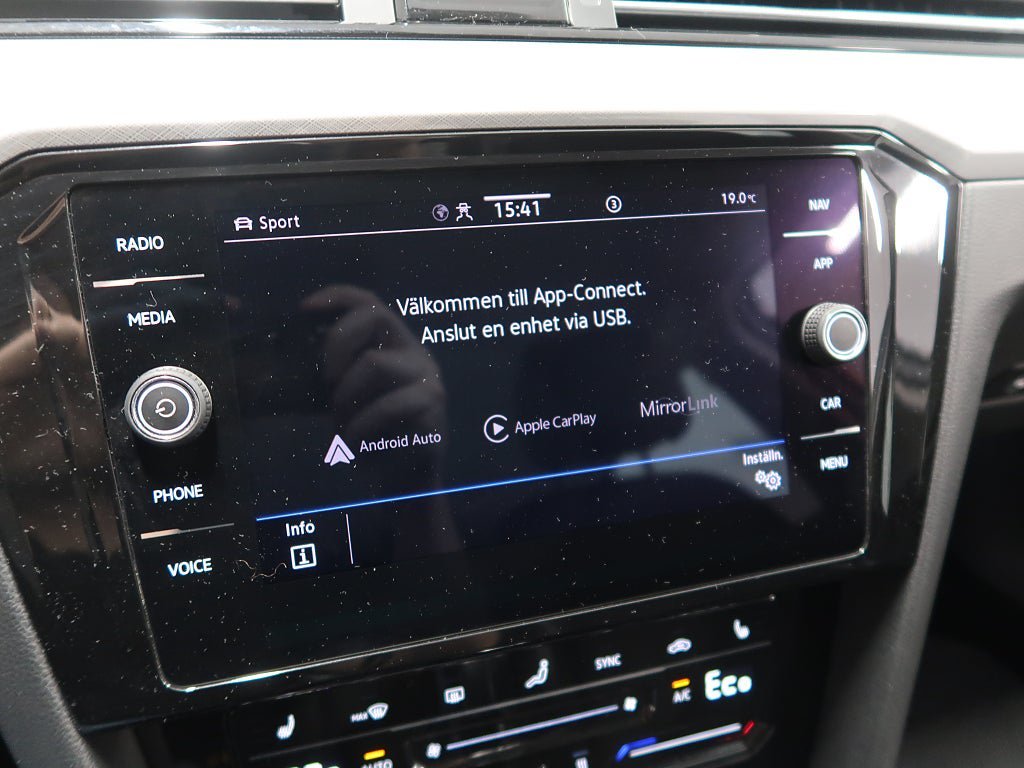 Sport
15:41
3
19.0°C
RADIO
MEDIA
PHONE
VOICE
Välkommen till App-Connect.
Anslut en enhet via USB.
Android Auto
Apple CarPlay
MirrorLink
Inställn.
Info
i
NAV
APP
CAR
MENU
SYNC
MAX
A/C
Eco
AUTO